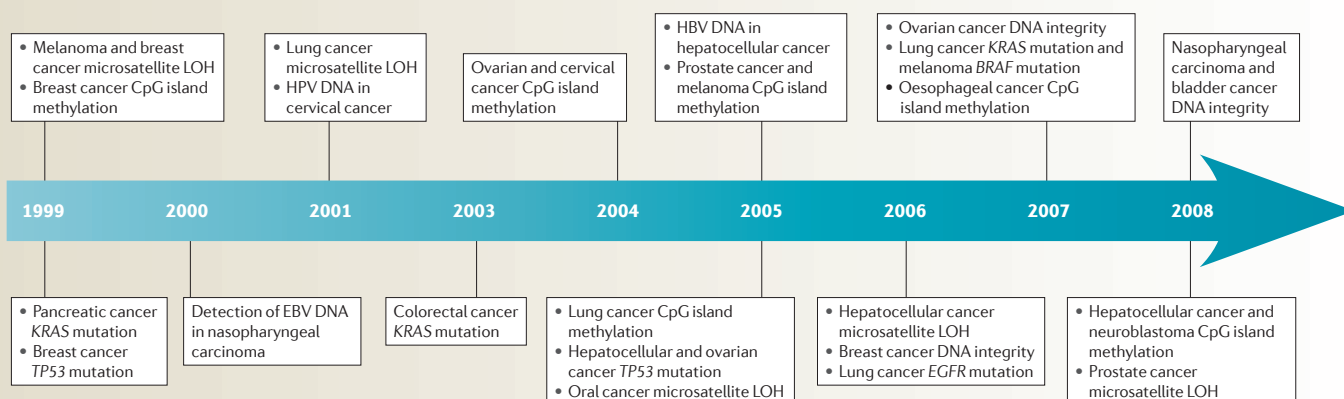 • Melanoma and breast
cancer microsatellite LOH
• Breast cancer CpG island
methylation
• Lung cancer
microsatellite LOH
• HPV DNA in
cervical cancer
Ovarian and cervical
cancer CpG island
methylation
• HBV DNA in
hepatocellular cancer
• Prostate cancer and
melanoma CpG island
methylation
• Ovarian cancer DNA integrity
• Lung cancer KRAS mutation and
melanoma BRAF mutation
• Oesophageal cancer CpG
island methylation
Nasopharyngeal
carcinoma and
bladder cancer
DNA integrity
1999 2000 2001 2003 2004 2005 2006 2007 2008
• Pancreatic cancer
KRAS mutation
• Breast cancer
TP53 mutation
Detection of EBV DNA
in nasopharyngeal
carcinoma
Colorectal cancer
KRAS mutation
• Lung cancer CpG island
methylation
• Hepatocellular and ovarian
cancer TP53 mutation
• Oral cancer microsatellite LOH
• Hepatocellular cancer
microsatellite LOH
• Breast cancer DNA integrity
• Lung cancer EGFR mutation
• Hepatocellular cancer and
neuroblastoma CpG island
methylation
• Prostate cancer
microsatellite LOH